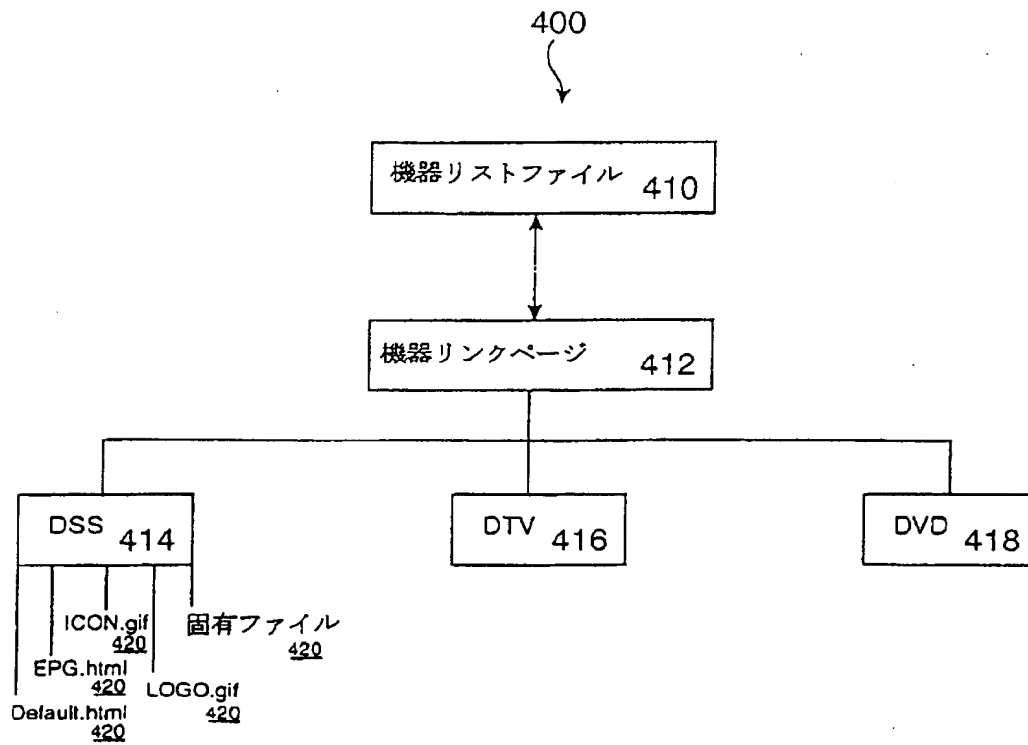 400
機器リストファイル 410
機器リンクページ 412
DSS 414
DTV 416
DVD 418
ICON.gif
420
固有ファイル
420
EPG.html
420
LOGO.gif
420
Default.html
420